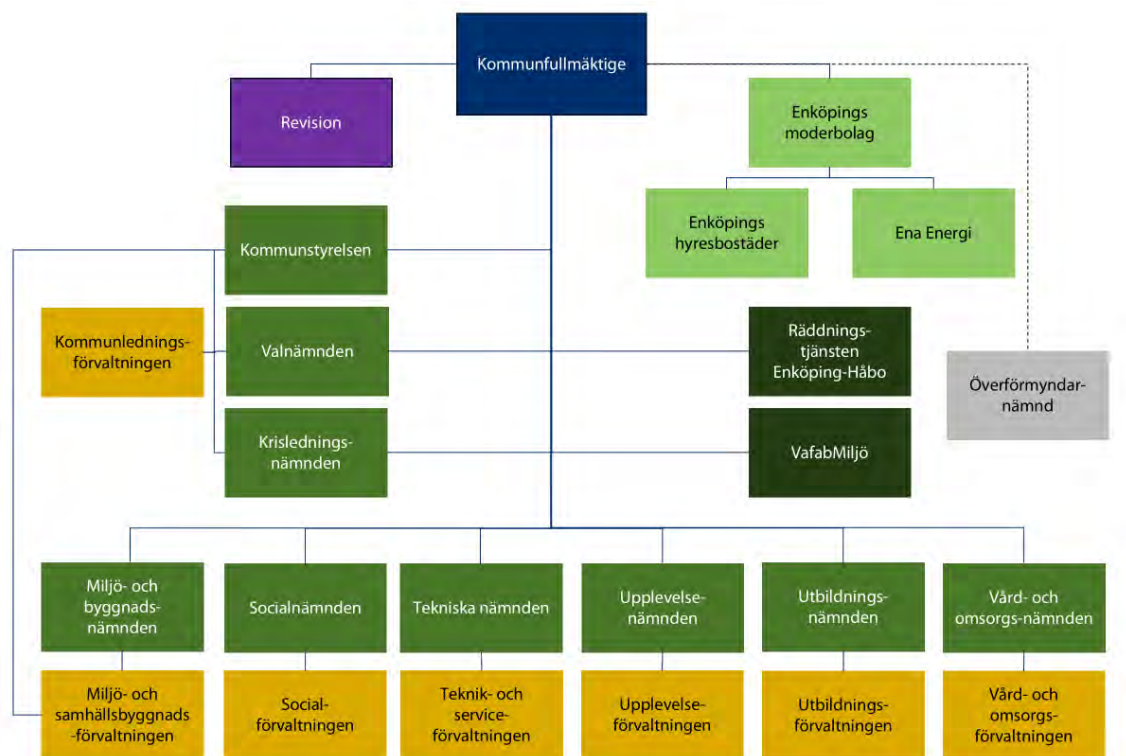 Kommunfullmäktige
Revision
Enköpings
moderbolag
Enköpings
hyresbostäder
Ena Energi
Kommunstyrelsen
Kommunlednings-
förvaltningen
Valnämnden
Räddnings-
tjänsten
Enköping-Håbo
Överförmyndar-
nämnd
Krislednings-
nämnden
VafabMiljö
Miljö- och
byggnads-
nämnden
Socialnämnden
Tekniska nämnden
Upplevelse-
nämnden
Utbildnings-
nämnden
Vård- och
omsorgs-nämnden
Miljö- och
samhällsbyggnads
-förvaltningen
Social-
förvaltningen
Teknik- och
service-
förvaltningen
Upplevelse-
förvaltningen
Utbildnings-
förvaltningen
Vård- och
omsorgs-
förvaltningen